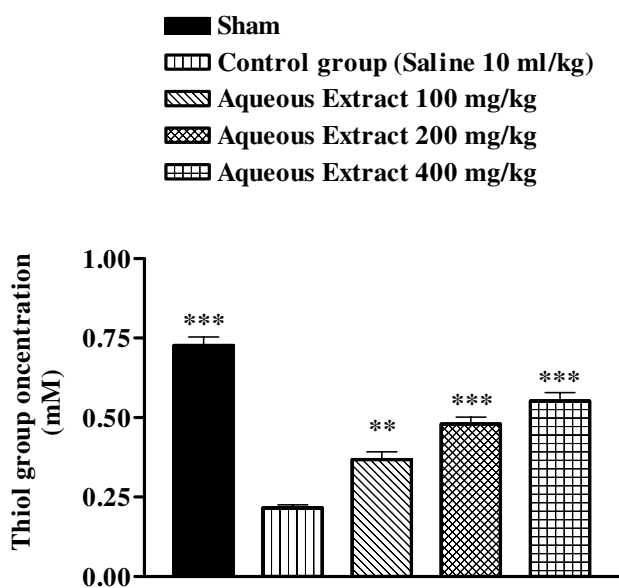 Sham
Control group (Saline 10 ml/kg)
Aqueous Extract 100 mg/kg
Aqueous Extract 200 mg/kg
Aqueous Extract 400 mg/kg
Thiol group oncentration
(mM)
1.00
0.75
0.50
0.25
0.00
***
**
***
***